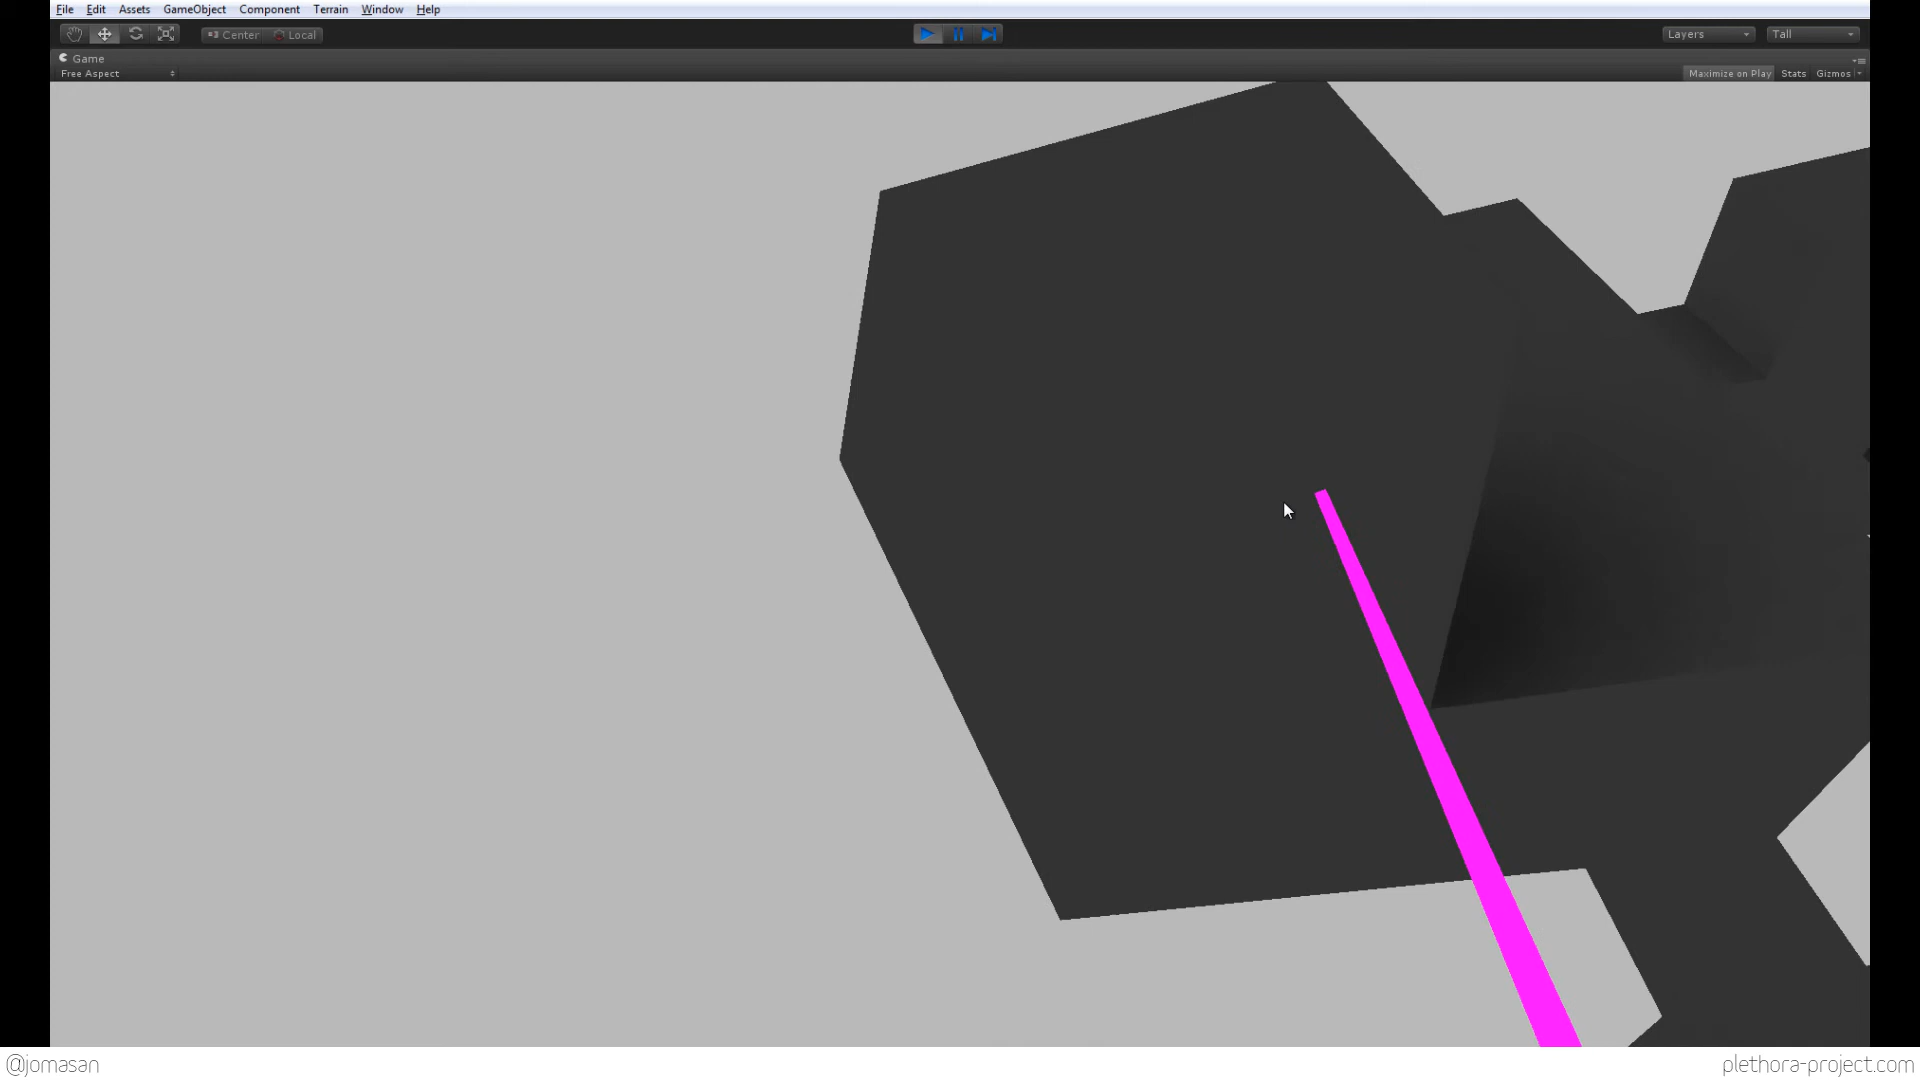 File Edit Assets GameObject Component Terrain Window Help
Center Local Layers Tall
Game
Free Aspect Maximize on Play Stats Gizmos
@jomasan plethora-project.com